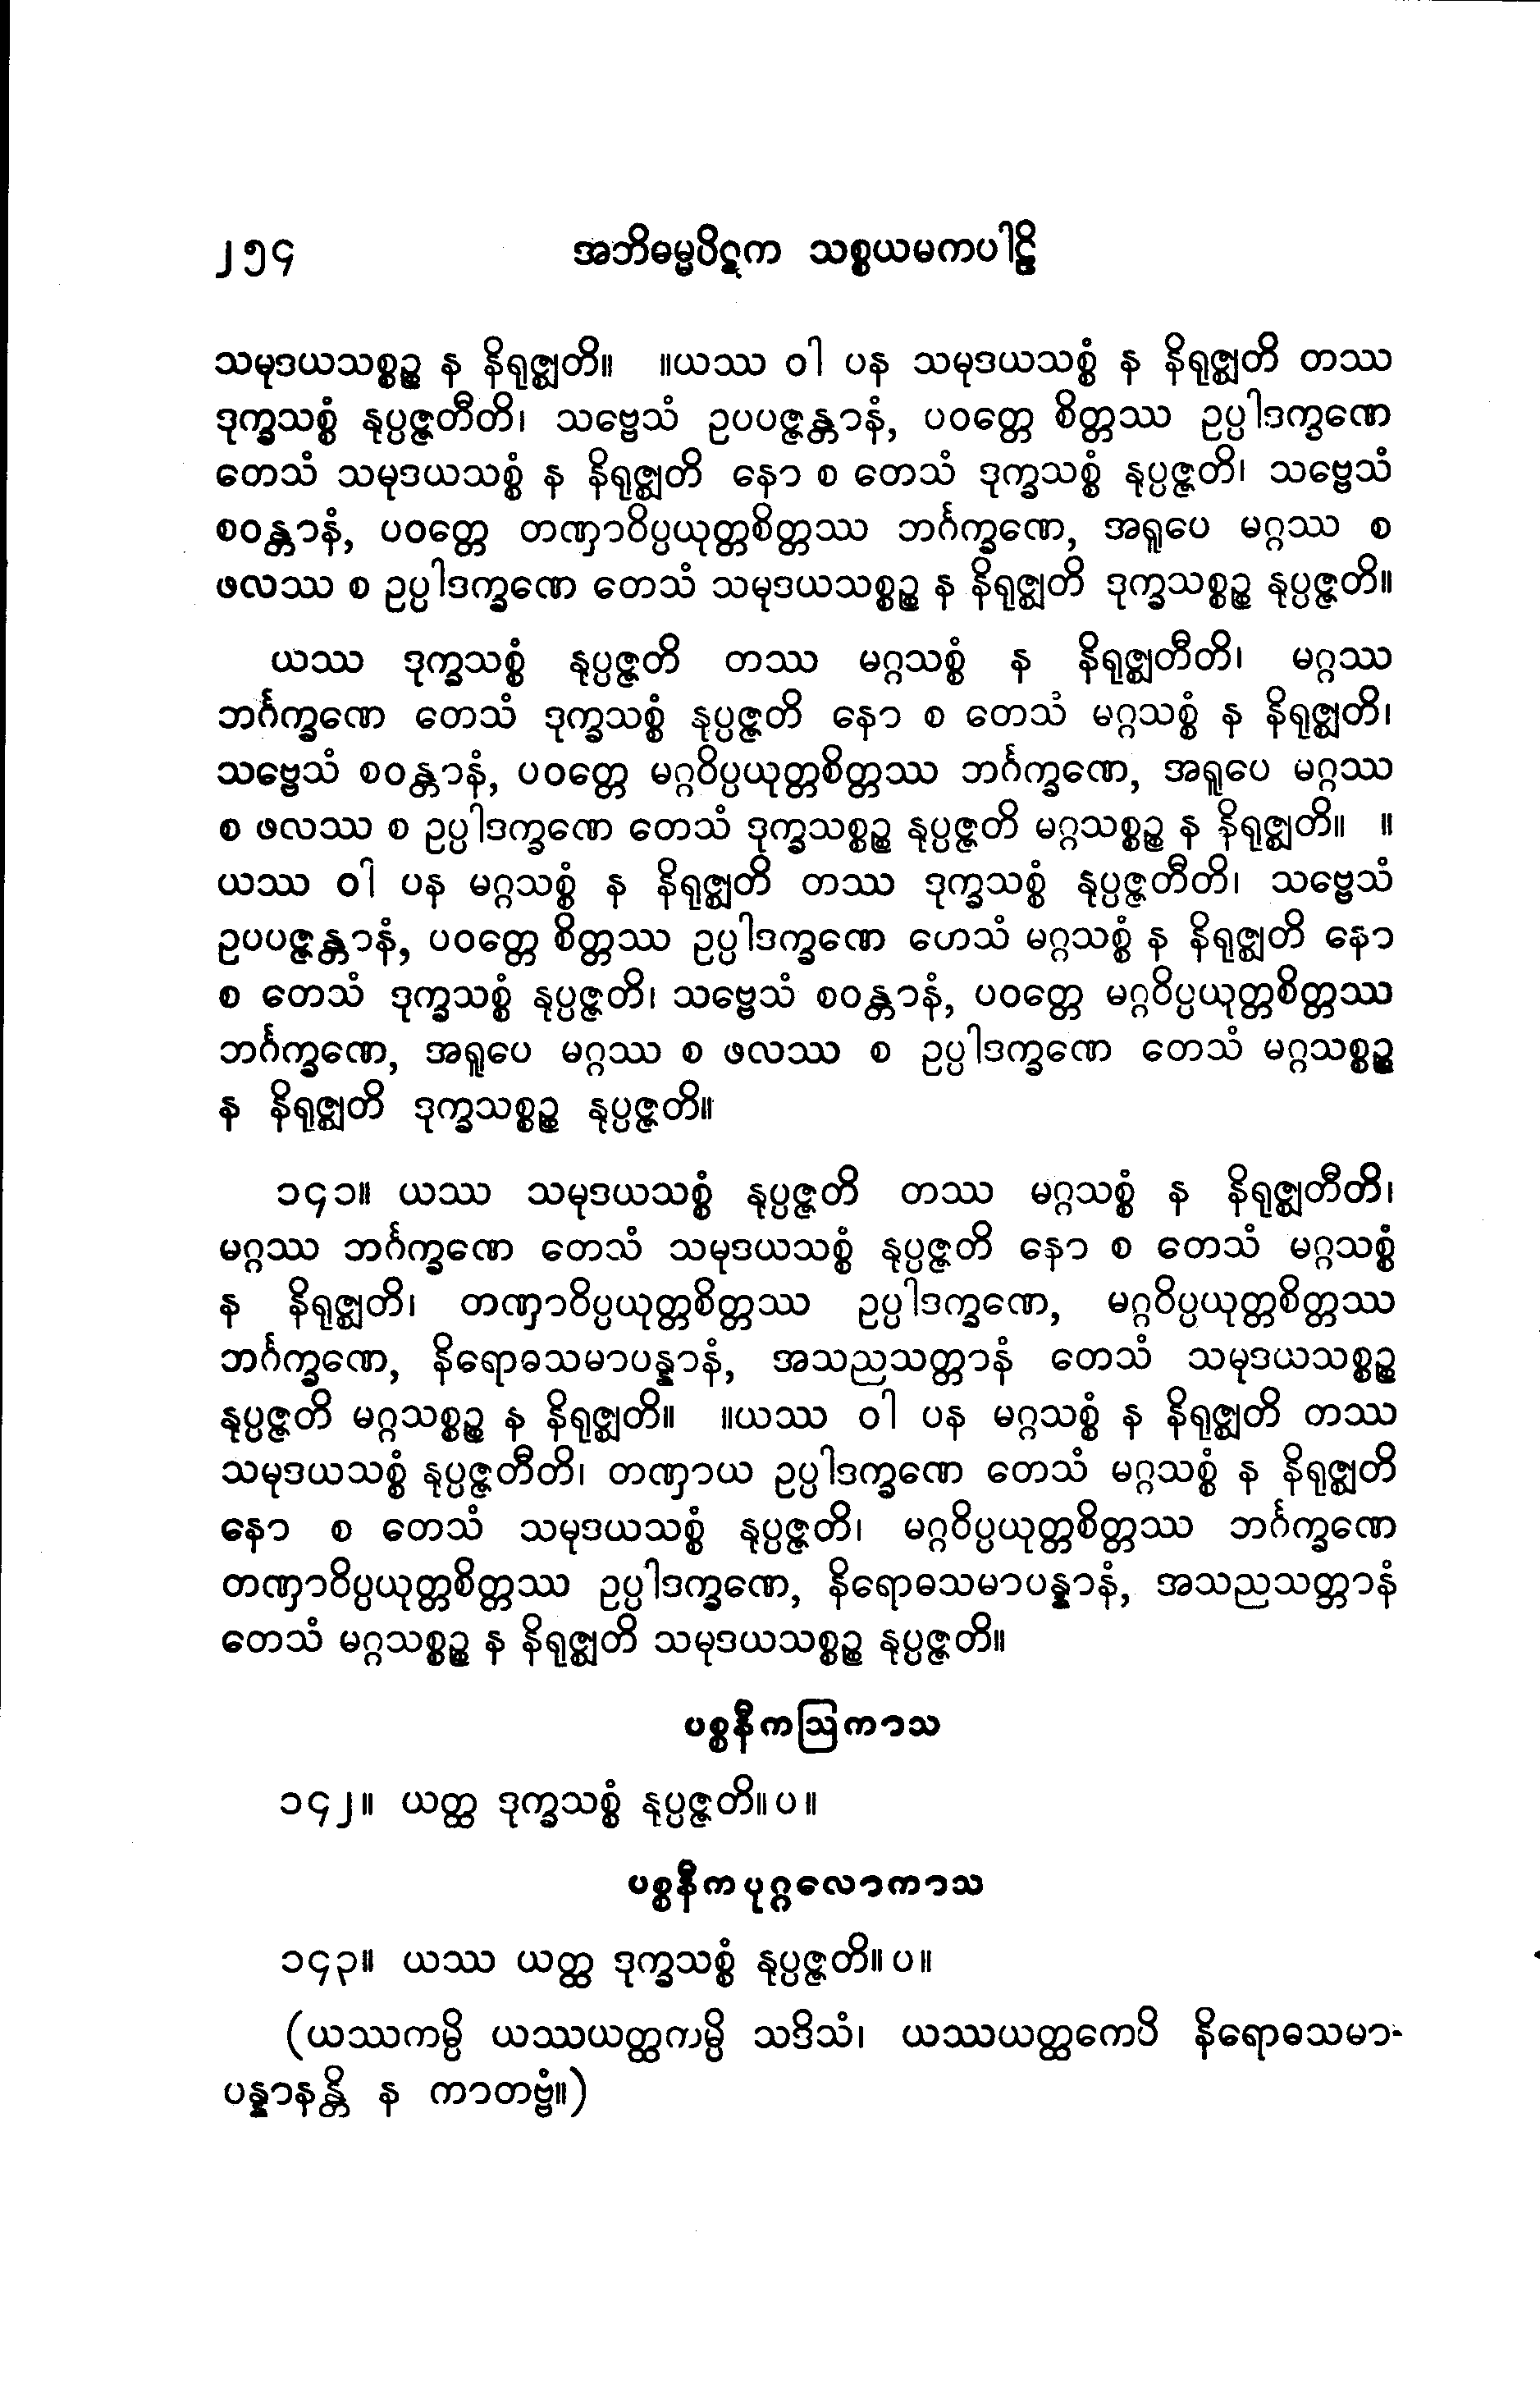 ၂၅၄ အဘိဓမ္မပိဋက သစ္စယမကပါဠိ
သမုဒယသစ္စဉ္စ န နိရုဇ္ဈတိ။ ။ယဿ ဝါ ပန သမုဒယသစ္စံ န နိရုဇ္ဈတိ တဿ
ဒုက္ခသစ္စံ နုပ္ပဇ္ဇတီတိ၊ သဗ္ဗေသံ ဥပပဇ္ဇန္တာနံ, ပဝတ္တေ စိတ္တဿ ဥပ္ပါဒက္ခဏေ
တေသံ သမုဒယသစ္စံ န နိရုဇ္ဈတိ နော စ တေသံ ဒုက္ခသစ္စံ နုပ္ပဇ္ဇတိ၊ သဗ္ဗေသံ
စဝန္တာနံ, ပဝတ္တေ တဏှာဝိပ္ပယုတ္တစိတ္တဿ ဘင်္ဂက္ခဏေ, အရူပေ မဂ္ဂဿ စ
ဖလဿ စ ဥပ္ပါဒက္ခဏေ တေသံ သမုဒယသစ္စဉ္စ န နိရုဇ္ဈတိ ဒုက္ခသစ္စဉ္စ နုပ္ပဇ္ဇတိ။
ယဿ ဒုက္ခသစ္စံ နုပ္ပဇ္ဇတိ တဿ မဂ္ဂသစ္စံ န နိရုဇ္ဈတီတိ၊ မဂ္ဂဿ
ဘင်္ဂက္ခဏေ တေသံ ဒုက္ခသစ္စံ နုပ္ပဇ္ဇတိ နော စ တေသံ မဂ္ဂသစ္စံ န နိရုဇ္ဈတိ၊
သဗ္ဗေသံ စဝန္တာနံ, ပဝတ္တေ မဂ္ဂဝိပ္ပယုတ္တစိတ္တဿ ဘင်္ဂက္ခဏေ, အရူပေ မဂ္ဂဿ
စ ဖလဿ စ ဥပ္ပါဒက္ခဏေ တေသံ ဒုက္ခသစ္စဉ္စ နုပ္ပဇ္ဇတိ မဂ္ဂသစ္စဉ္စ န နိရုဇ္ဈတိ။ ။
ယဿ ဝါ ပန မဂ္ဂသစ္စံ န နိရုဇ္ဈတိ တဿ ဒုက္ခသစ္စံ နုပ္ပဇ္ဇတီတိ၊ သဗ္ဗေသံ
ဥပပဇ္ဇန္တာနံ, ပဝတ္တေ စိတ္တဿ ဥပ္ပါဒက္ခဏေ ဟေသံ မဂ္ဂသစ္စံ န နိရုဇ္ဈတိ နော
စ တေသံ ဒုက္ခသစ္စံ နုပ္ပဇ္ဇတိ၊ သဗ္ဗေသံ စဝန္တာနံ, ပဝတ္တေ မဂ္ဂဝိပ္ပယုတ္တစိတ္တဿ
ဘင်္ဂက္ခဏေ, အရူပေ မဂ္ဂဿ စ ဖလဿ စ ဥပ္ပါဒက္ခဏေ တေသံ မဂ္ဂသစ္စဉ္စ
န နိရုဇ္ဈတိ ဒုက္ခသစ္စဉ္စ နုပ္ပဇ္ဇတိ။
၁၄၁။ ယဿ သမုဒယသစ္စံ နုပ္ပဇ္ဇတိ တဿ မဂ္ဂသစ္စံ န နိရုဇ္ဈတီတိ၊
မဂ္ဂဿ ဘင်္ဂက္ခဏေ တေသံ သမုဒယသစ္စံ နုပ္ပဇ္ဇတိ နော စ တေသံ မဂ္ဂသစ္စံ
န နိရုဇ္ဈတိ၊ တဏှာဝိပ္ပယုတ္တစိတ္တဿ ဥပ္ပါဒက္ခဏေ, မဂ္ဂဝိပ္ပယုတ္တစိတ္တဿ
ဘင်္ဂက္ခဏေ, နိရောဓသမာပန္နာနံ, အသညသတ္တာနံ တေသံ သမုဒယသစ္စဉ္စ
နုပ္ပဇ္ဇတိ မဂ္ဂသစ္စဉ္စ န နိရုဇ္ဈတိ။ ။ယဿ ဝါ ပန မဂ္ဂသစ္စံ န နိရုဇ္ဈတိ တဿ
သမုဒယသစ္စံ နုပ္ပဇ္ဇတီတိ၊ တဏှာယ ဥပ္ပါဒက္ခဏေ တေသံ မဂ္ဂသစ္စံ န နိရုဇ္ဈတိ
နော စ တေသံ သမုဒယသစ္စံ နုပ္ပဇ္ဇတိ၊ မဂ္ဂဝိပ္ပယုတ္တစိတ္တဿ ဘင်္ဂက္ခဏေ
တဏှာဝိပ္ပယုတ္တစိတ္တဿ ဥပ္ပါဒက္ခဏေ, နိရောဓသမာပန္နာနံ, အသညသတ္တာနံ
တေသံ မဂ္ဂသစ္စဉ္စ န နိရုဇ္ဈတိ သမုဒယသစ္စဉ္စ နုပ္ပဇ္ဇတိ။
ပစ္စနီကဩကာသ
၁၄၂။ ယတ္ထ ဒုက္ခသစ္စံ နုပ္ပဇ္ဇတိ။ပ။
ပစ္စနီကပုဂ္ဂလောကာသ
၁၄၃။ ယဿ ယတ္ထ ဒုက္ခသစ္စံ နုပ္ပဇ္ဇတိ။ပ။
(ယဿကမ္ပိ ယဿယတ္ထကမ္ပိ သဒိသံ၊ ယဿယတ္ထကေပိ နိရောဓသမာ-
ပန္နာနန္တိ န ကာတဗ္ဗံ။)